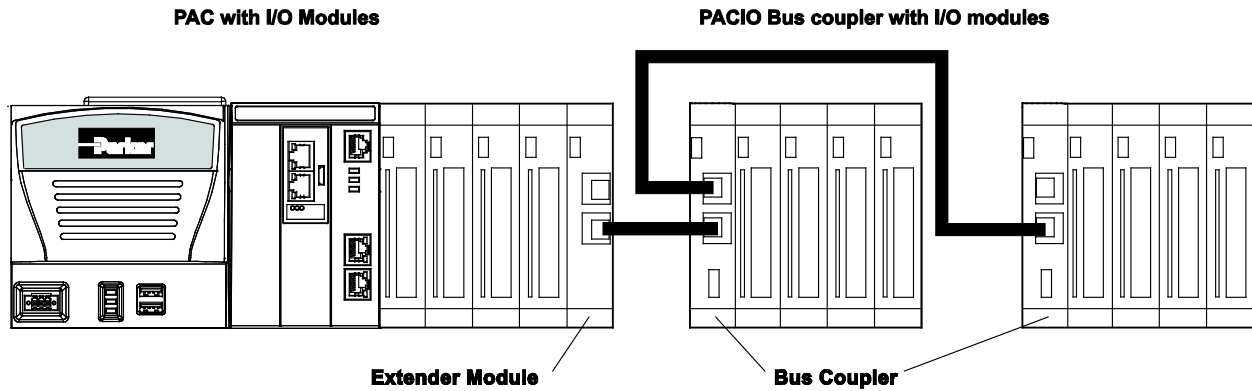 PAC with I/O Modules
PACIO Bus coupler with I/O modules
Parker
Extender Module
Bus Coupler